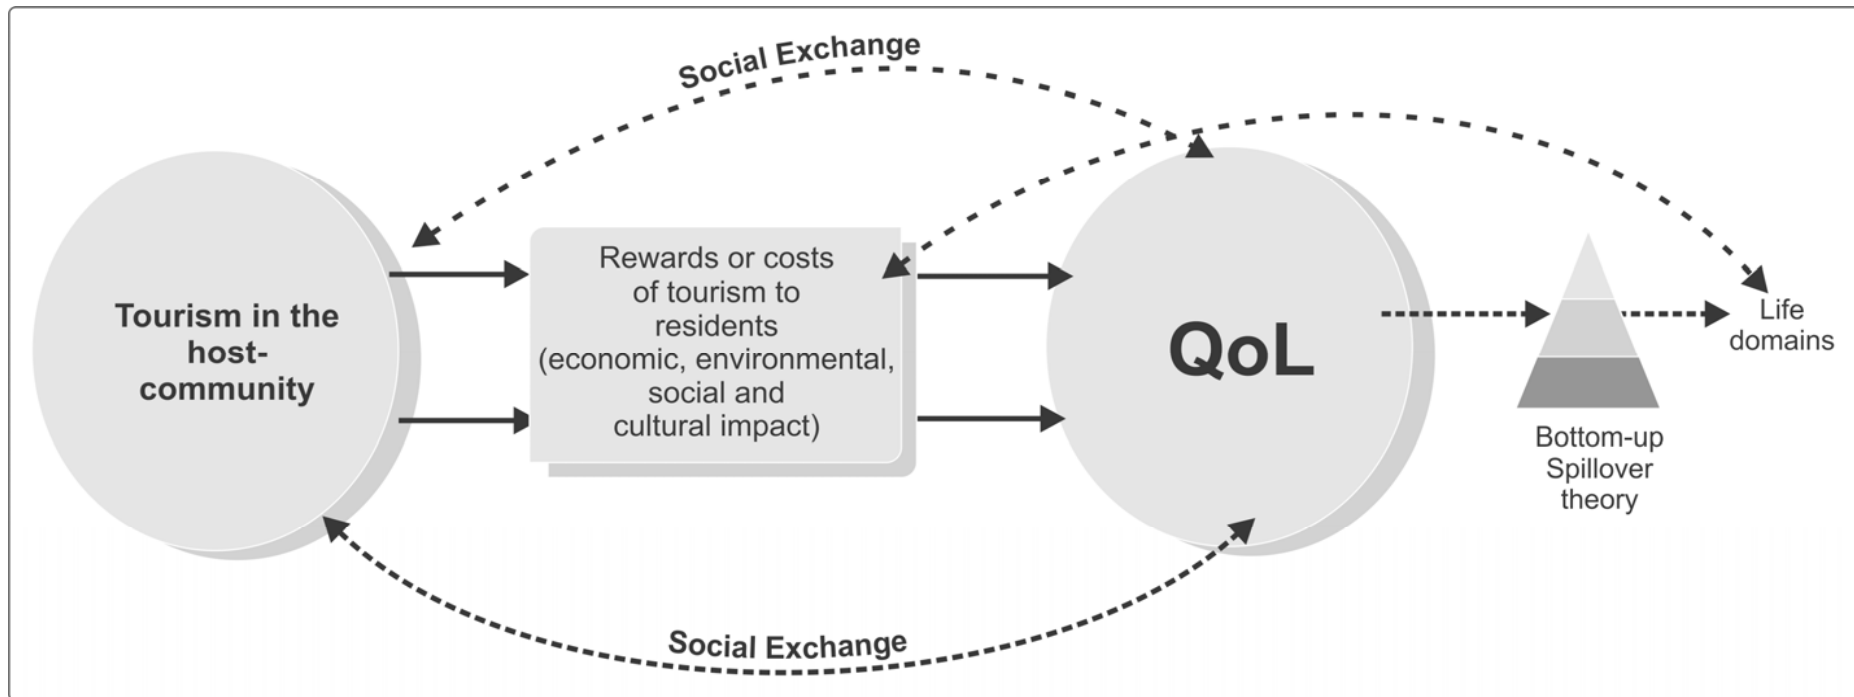 Social Exchange
Tourism in the
host-
community
Rewards or costs
of tourism to
residents
(economic, environmental,
social and
cultural impact)
QoL
Life
domains
Bottom-up
Spillover
theory
Social Exchange